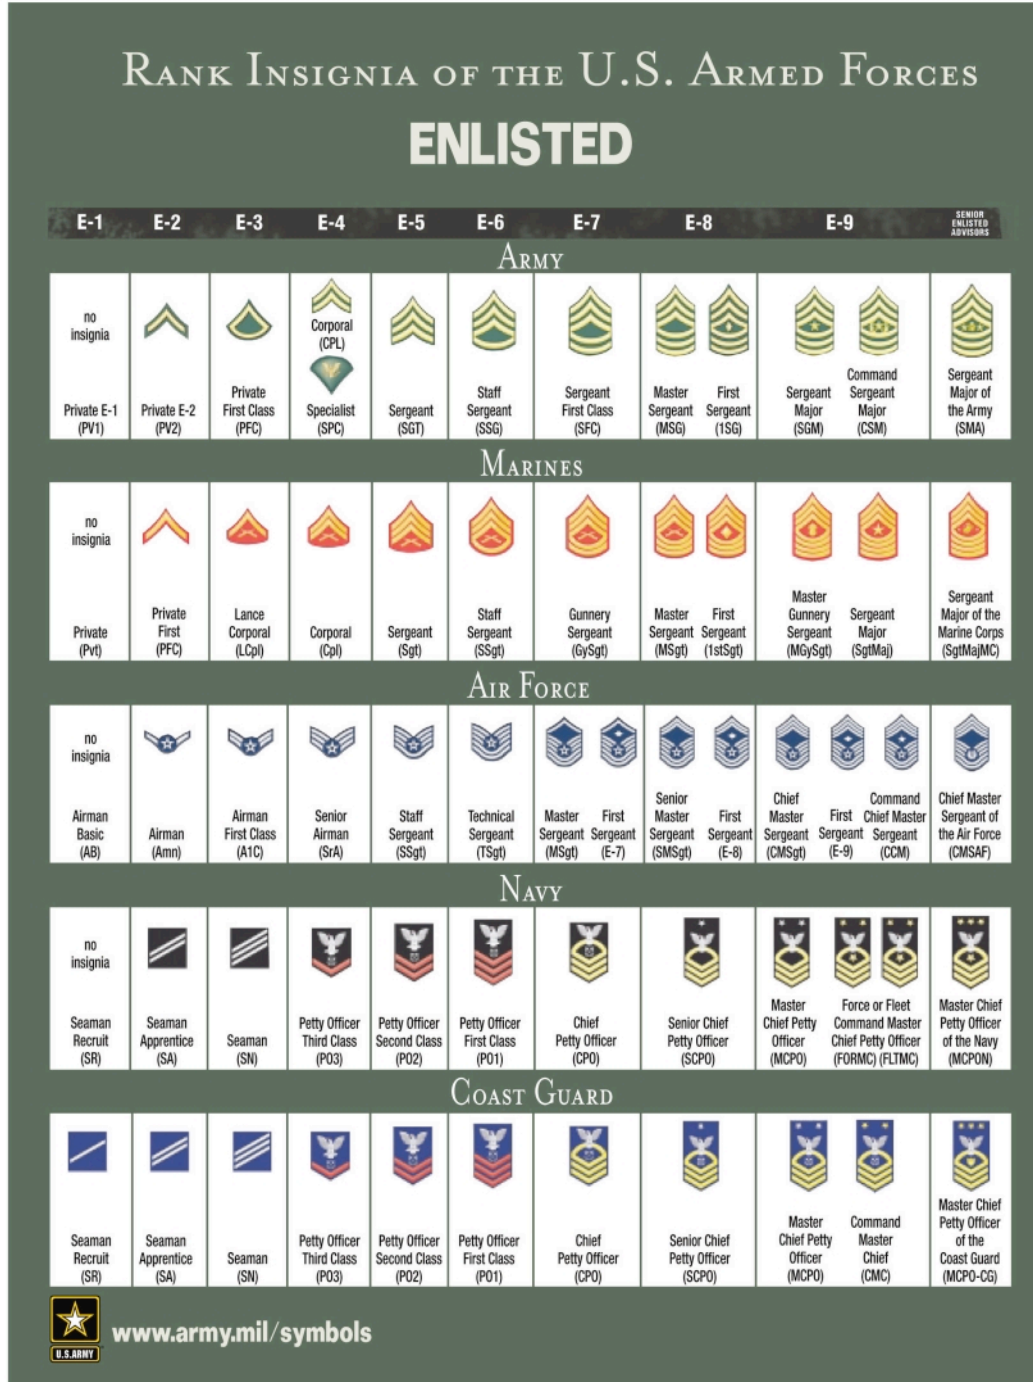 RANK INSIGNIA OF THE U.S. ARMED FORCES
ENLISTED
E-1 E-2 E-3 E-4 E-5 E-6 E-7 E-8 E-9 SENIOR ENLISTED ADVISORS
ARMY
no insignia
Private E-1 (PV1)
Private E-2 (PV2)
Private First Class (PFC)
Corporal (CPL)
Specialist (SPC)
Sergeant (SGT)
Staff Sergeant (SSG)
Sergeant First Class (SFC)
Master Sergeant (MSG)
First Sergeant (1SG)
Sergeant Major (SGM)
Command Sergeant Major (CSM)
Sergeant Major of the Army (SMA)
MARINES
no insignia
Private (Pvt)
Private First (PFC)
Lance Corporal (LCpl)
Corporal (Cpl)
Sergeant (Sgt)
Staff Sergeant (SSgt)
Gunnery Sergeant (GySgt)
Master Sergeant (MSgt)
First Sergeant (1stSgt)
Master Gunnery Sergeant (MGySgt)
Sergeant Major (SgtMaj)
Sergeant Major of the Marine Corps (SgtMajMC)
AIR FORCE
no insignia
Airman Basic (AB)
Airman (Amn)
Airman First Class (A1C)
Senior Airman (SrA)
Staff Sergeant (SSgt)
Technical Sergeant (TSgt)
Master Sergeant (MSgt)
First Sergeant (E-7)
Senior Master Sergeant (SMSgt)
First Sergeant (E-8)
Chief Master Sergeant (CMSgt)
First Sergeant (E-9)
Command Chief Master Sergeant (CCM)
Chief Master Sergeant of the Air Force (CMSAF)
NAVY
no insignia
Seaman Recruit (SR)
Seaman Apprentice (SA)
Seaman (SN)
Petty Officer Third Class (PO3)
Petty Officer Second Class (PO2)
Petty Officer First Class (PO1)
Chief Petty Officer (CPO)
Senior Chief Petty Officer (SCPO)
Master Chief Petty Officer (MCPO)
Force or Fleet Command Master Chief Petty Officer (FORMC) (FLTMC)
Master Chief Petty Officer of the Navy (MCPON)
COAST GUARD
Seaman Recruit (SR)
Seaman Apprentice (SA)
Seaman (SN)
Petty Officer Third Class (PO3)
Petty Officer Second Class (PO2)
Petty Officer First Class (PO1)
Chief Petty Officer (CPO)
Senior Chief Petty Officer (SCPO)
Master Chief Petty Officer (MCPO)
Command Master Chief (CMC)
Master Chief Petty Officer of the Coast Guard (MCPO-CG)
U.S.ARMY
www.army.mil/symbols